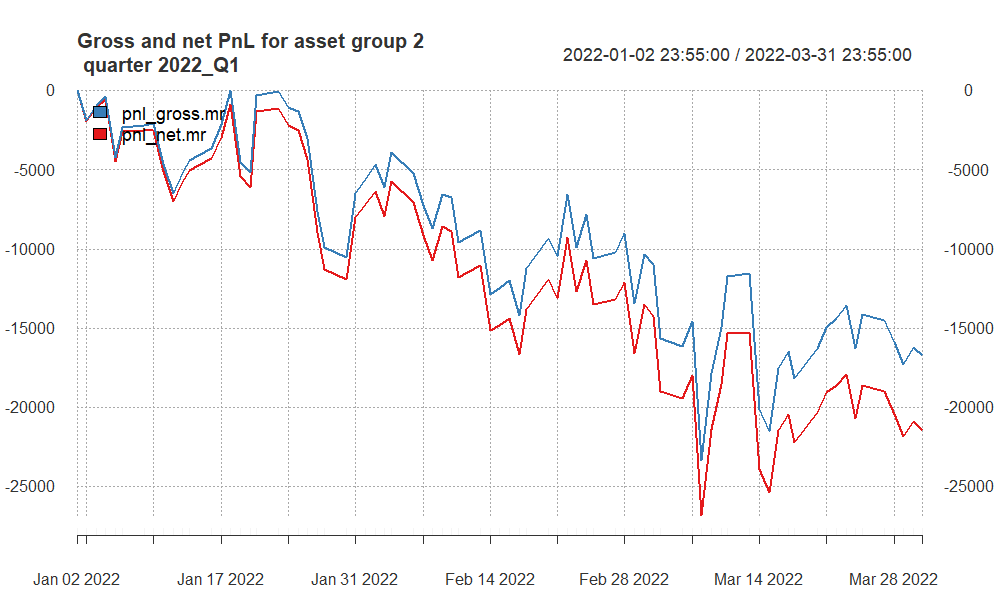 Gross and net PnL for asset group 2
quarter 2022_Q1
2022-01-02 23:55:00 / 2022-03-31 23:55:00
pnl_gross.mr
pnl_net.mr
0 0
-5000 -5000
-10000 -10000
-15000 -15000
-20000 -20000
-25000 -25000
Jan 02 2022 Jan 17 2022 Jan 31 2022 Feb 14 2022 Feb 28 2022 Mar 14 2022 Mar 28 2022